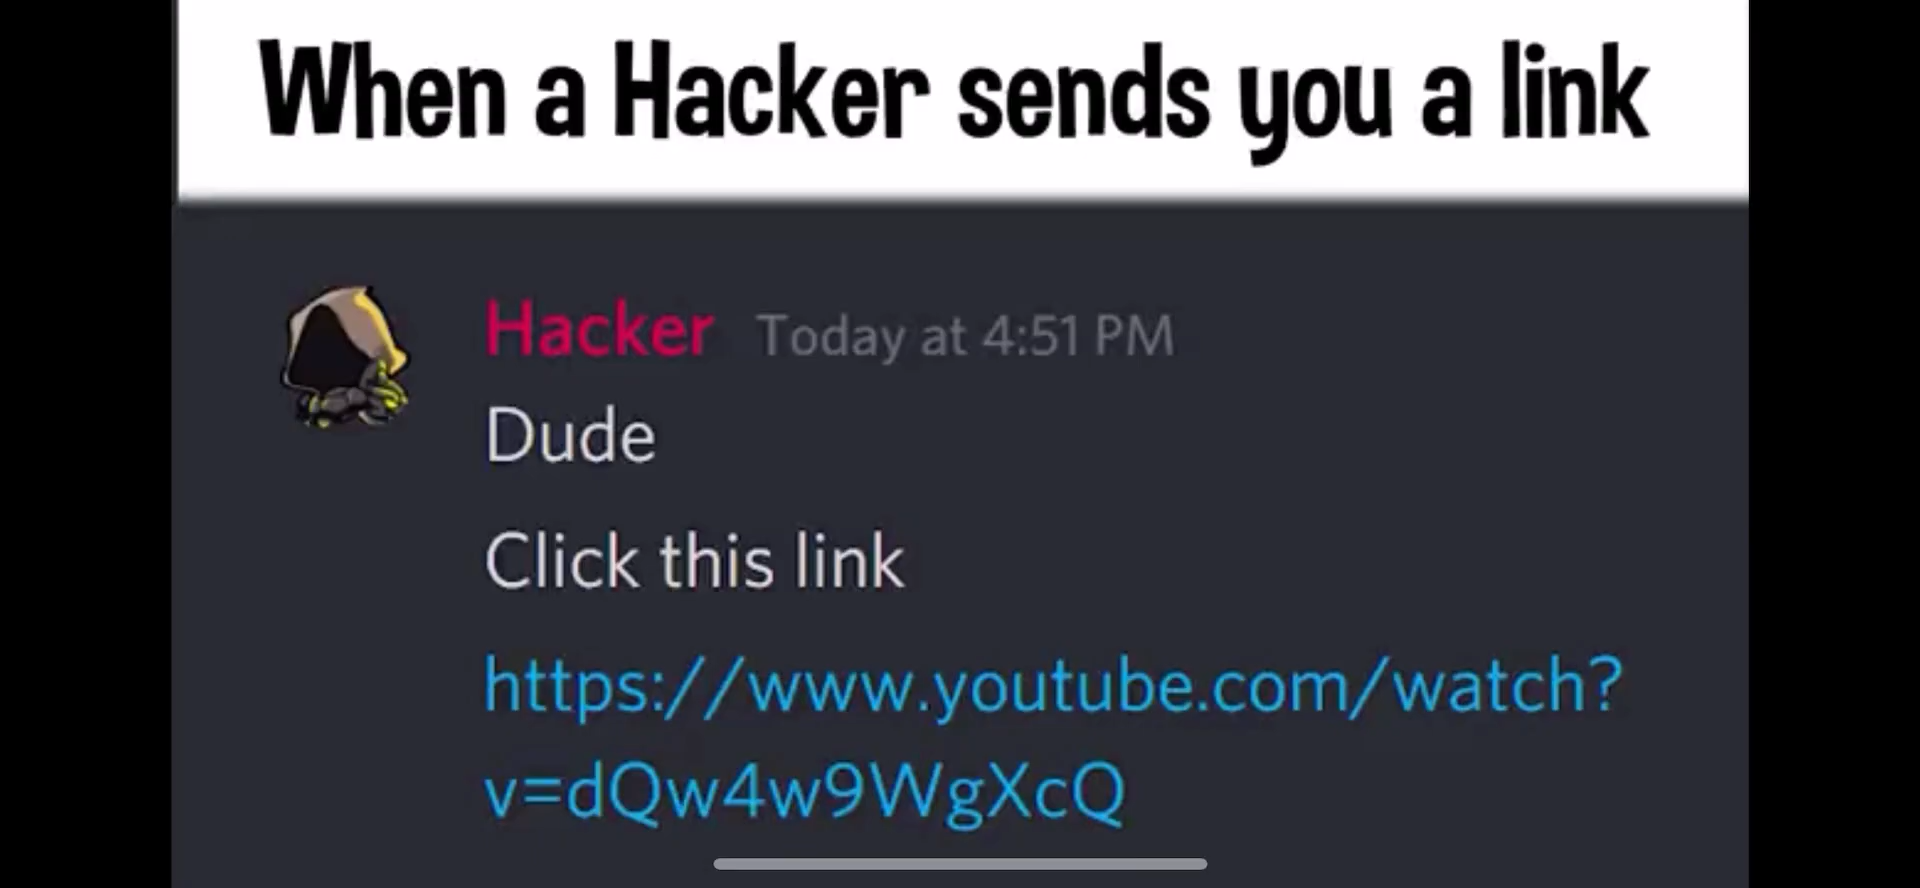 When a Hacker sends you a link
Hacker Today at 4:51 PM
Dude
Click this link
https://www.youtube.com/watch?
v=dQw4w9WgXcQ